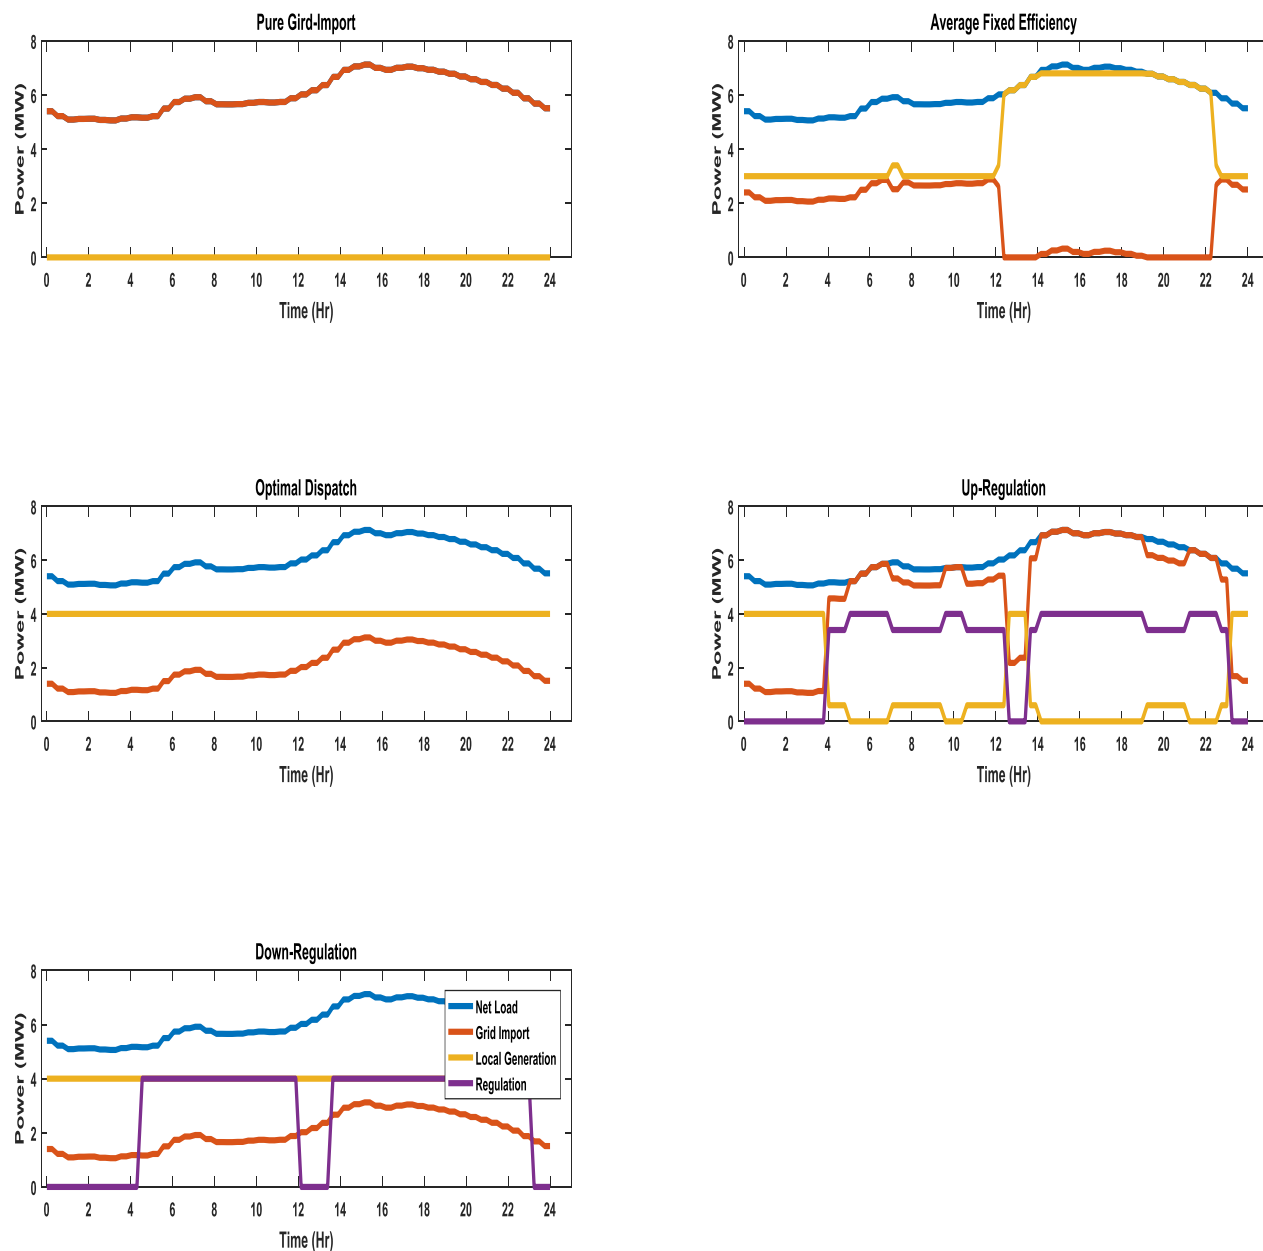 Pure Gird-Import
8
6
4
2
0
Power (MW)
0 2 4 6 8 10 12 14 16 18 20 22 24
Time (Hr)
Average Fixed Efficiency
8
6
4
2
0
Power (MW)
0 2 4 6 8 10 12 14 16 18 20 22 24
Time (Hr)
Optimal Dispatch
8
6
4
2
0
Power (MW)
0 2 4 6 8 10 12 14 16 18 20 22 24
Time (Hr)
Up-Regulation
8
6
4
2
0
Power (MW)
0 2 4 6 8 10 12 14 16 18 20 22 24
Time (Hr)
Down-Regulation
8
6
4
2
0
Power (MW)
Net Load
Grid Import
Local Generation
Regulation
0 2 4 6 8 10 12 14 16 18 20 22 24
Time (Hr)